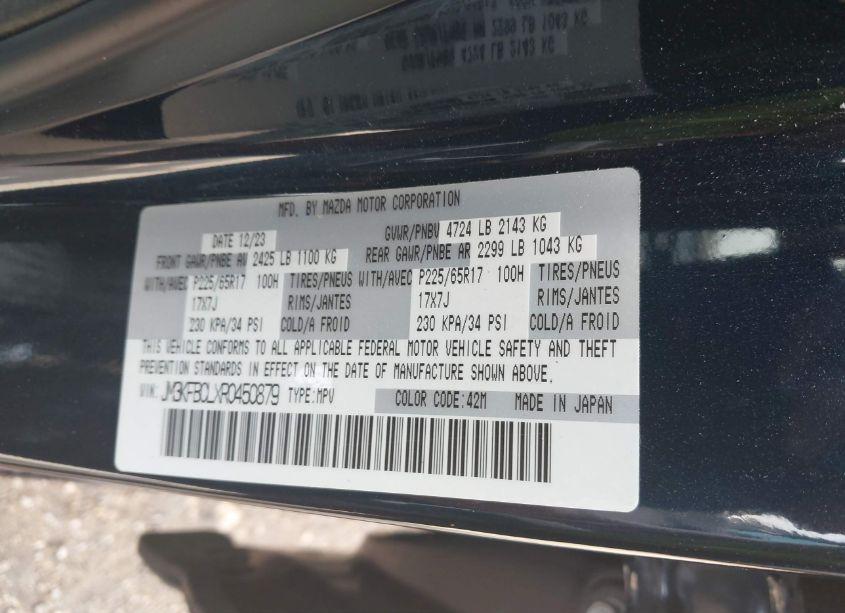 MFD. BY MAZDA MOTOR CORPORATION
DATE 12/23 GVWR/PNBV 4724 LB 2143 KG
FRONT GAWR/PNBE AV 2425 LB 1100 KG REAR GAWR/PNBE AR 2299 LB 1043 KG
WITH/AVEC P225/65R17 100H TIRES/PNEUS WITH/AVEC P225/65R17 100H TIRES/PNEUS
17X7J RIMS/JANTES 17X7J RIMS/JANTES
230 KPA/34 PSI COLD/A FROID 230 KPA/34 PSI COLD/A FROID
THIS VEHICLE CONFORMS TO ALL APPLICABLE FEDERAL MOTOR VEHICLE SAFETY AND THEFT
PREVENTION STANDARDS IN EFFECT ON THE DATE OF MANUFACTURE SHOWN ABOVE.
VIN: JM3KFBCLXR0450879 TYPE:MPV COLOR CODE:42M MADE IN JAPAN